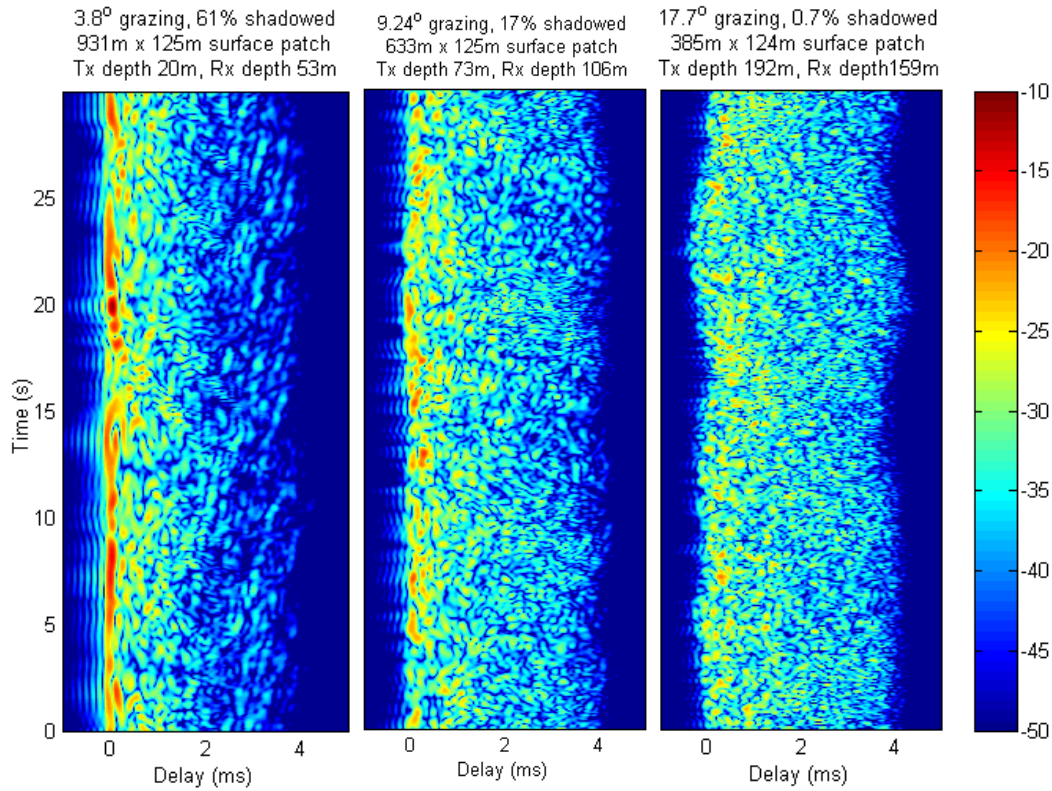 3.8° grazing, 61% shadowed
931m x 125m surface patch
Tx depth 20m, Rx depth 53m
9.24° grazing, 17% shadowed
633m x 125m surface patch
Tx depth 73m, Rx depth 106m
17.7° grazing, 0.7% shadowed
385m x 124m surface patch
Tx depth 192m, Rx depth159m
Time (s)
25
20
15
10
5
0
0 2 4
Delay (ms)
0 2 4
Delay (ms)
0 2 4
Delay (ms)
-10
-15
-20
-25
-30
-35
-40
-45
-50